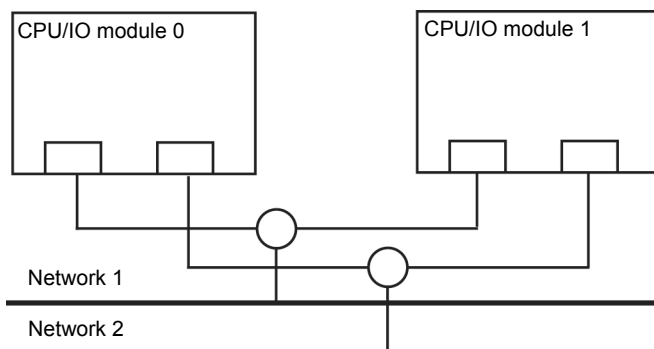 CPU/IO module 0
CPU/IO module 1
Network 1
Network 2